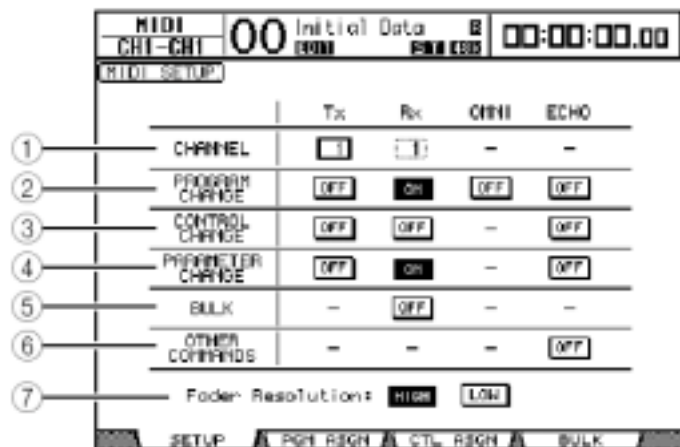 MIDI
CH1-CH1
00 Initial Data
EDIT
00:00:00.00
MIDI SETUP
Tx Rx OMNI ECHO
1 CHANNEL 1 1 - -
2 PROGRAM CHANGE OFF ON OFF OFF
3 CONTROL CHANGE OFF OFF - OFF
4 PARAMETER CHANGE OFF ON - OFF
5 BULK - OFF - -
6 OTHER COMMANDS - - - OFF
7 Fader Resolution: HIGH LOW
SETUP PGM ASGN CTL ASGN BULK